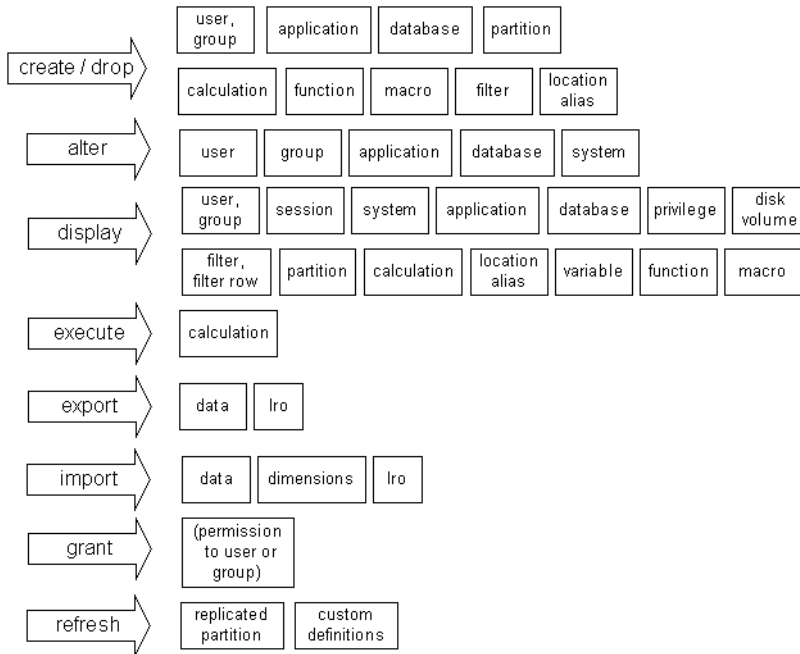 create / drop
user,
group
application
database
partition
calculation
function
macro
filter
location
alias
alter
user
group
application
database
system
display
user,
group
session
system
application
database
privilege
disk
volume
filter,
filter row
partition
calculation
location
alias
variable
function
macro
execute
calculation
export
data
lro
import
data
dimensions
lro
grant
(permission
to user or
group)
refresh
replicated
partition
custom
definitions